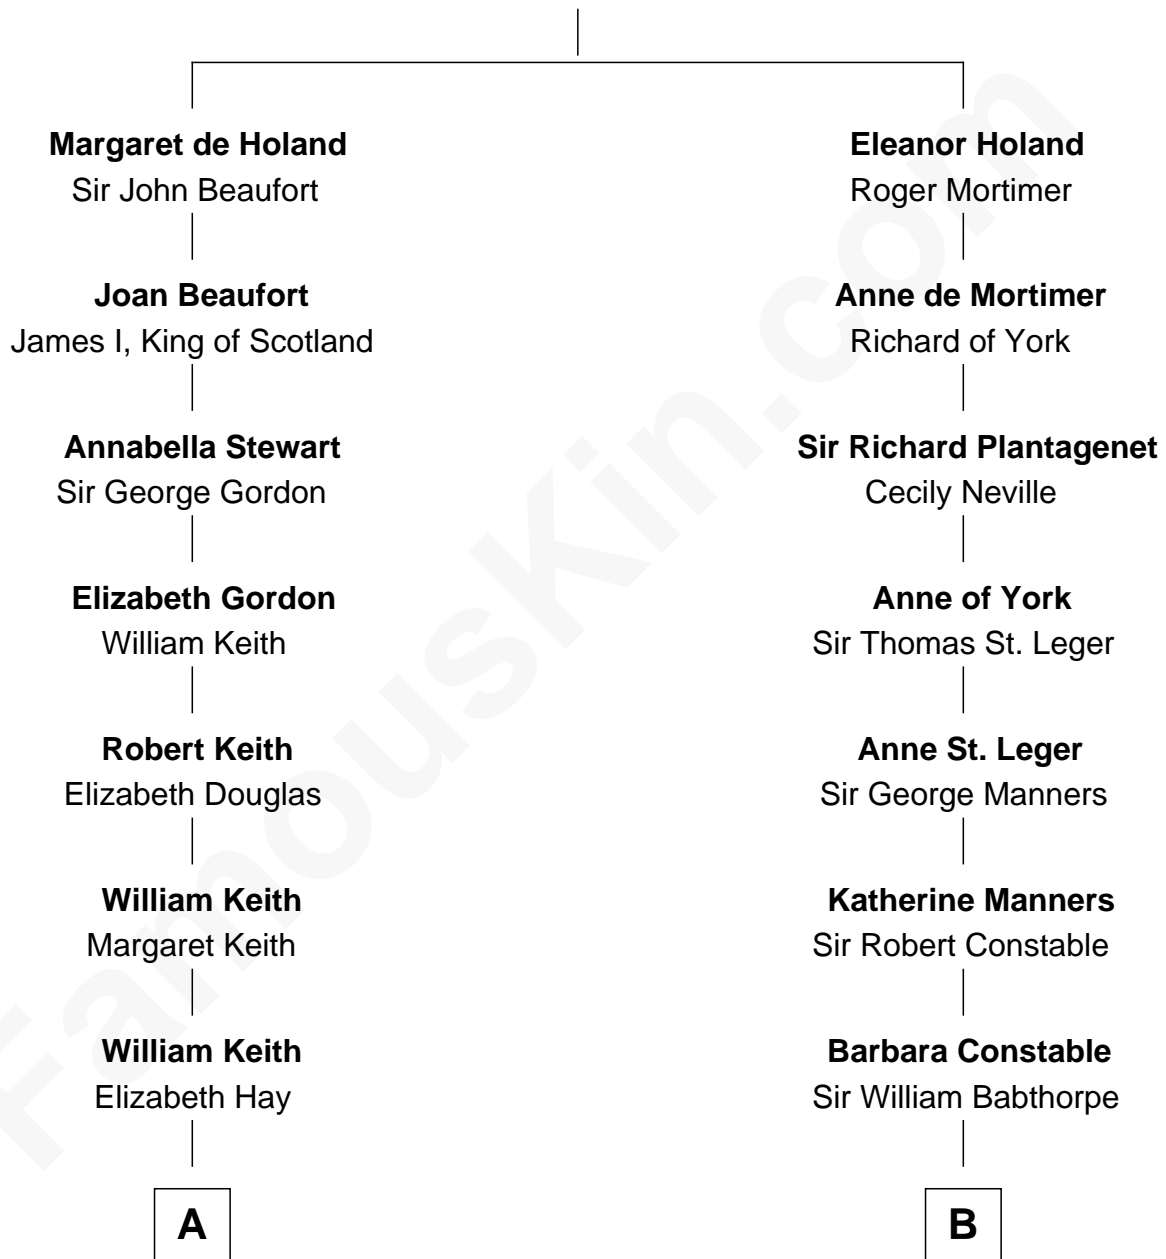 Margaret de Holand
Sir John Beaufort
Joan Beaufort
James I, King of Scotland
Annabella Stewart
Sir George Gordon
Elizabeth Gordon
William Keith
Robert Keith
Elizabeth Douglas
William Keith
Margaret Keith
William Keith
Elizabeth Hay
A
Eleanor Holand
Roger Mortimer
Anne de Mortimer
Richard of York
Sir Richard Plantagenet
Cecily Neville
Anne of York
Sir Thomas St. Leger
Anne St. Leger
Sir George Manners
Katherine Manners
Sir Robert Constable
Barbara Constable
Sir William Babthorpe
B
FamousKin.com